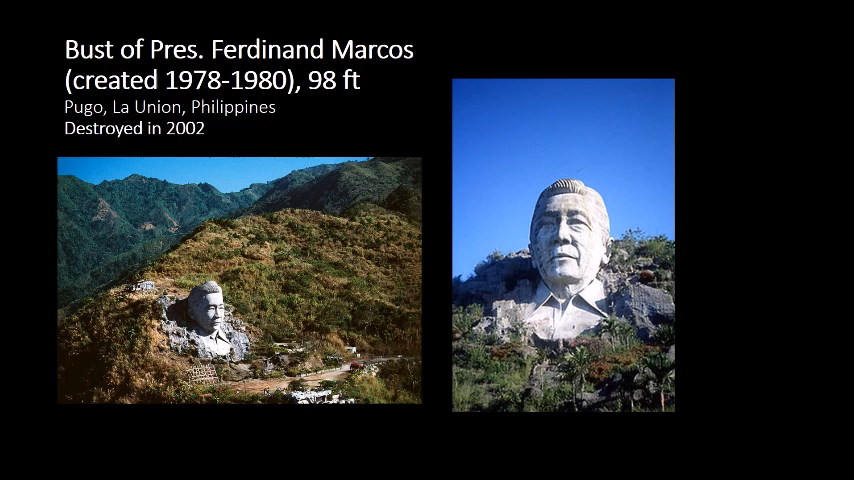 Bust of Pres. Ferdinand Marcos
(created 1978-1980), 98 ft
Pugo, La Union, Philippines
Destroyed in 2002